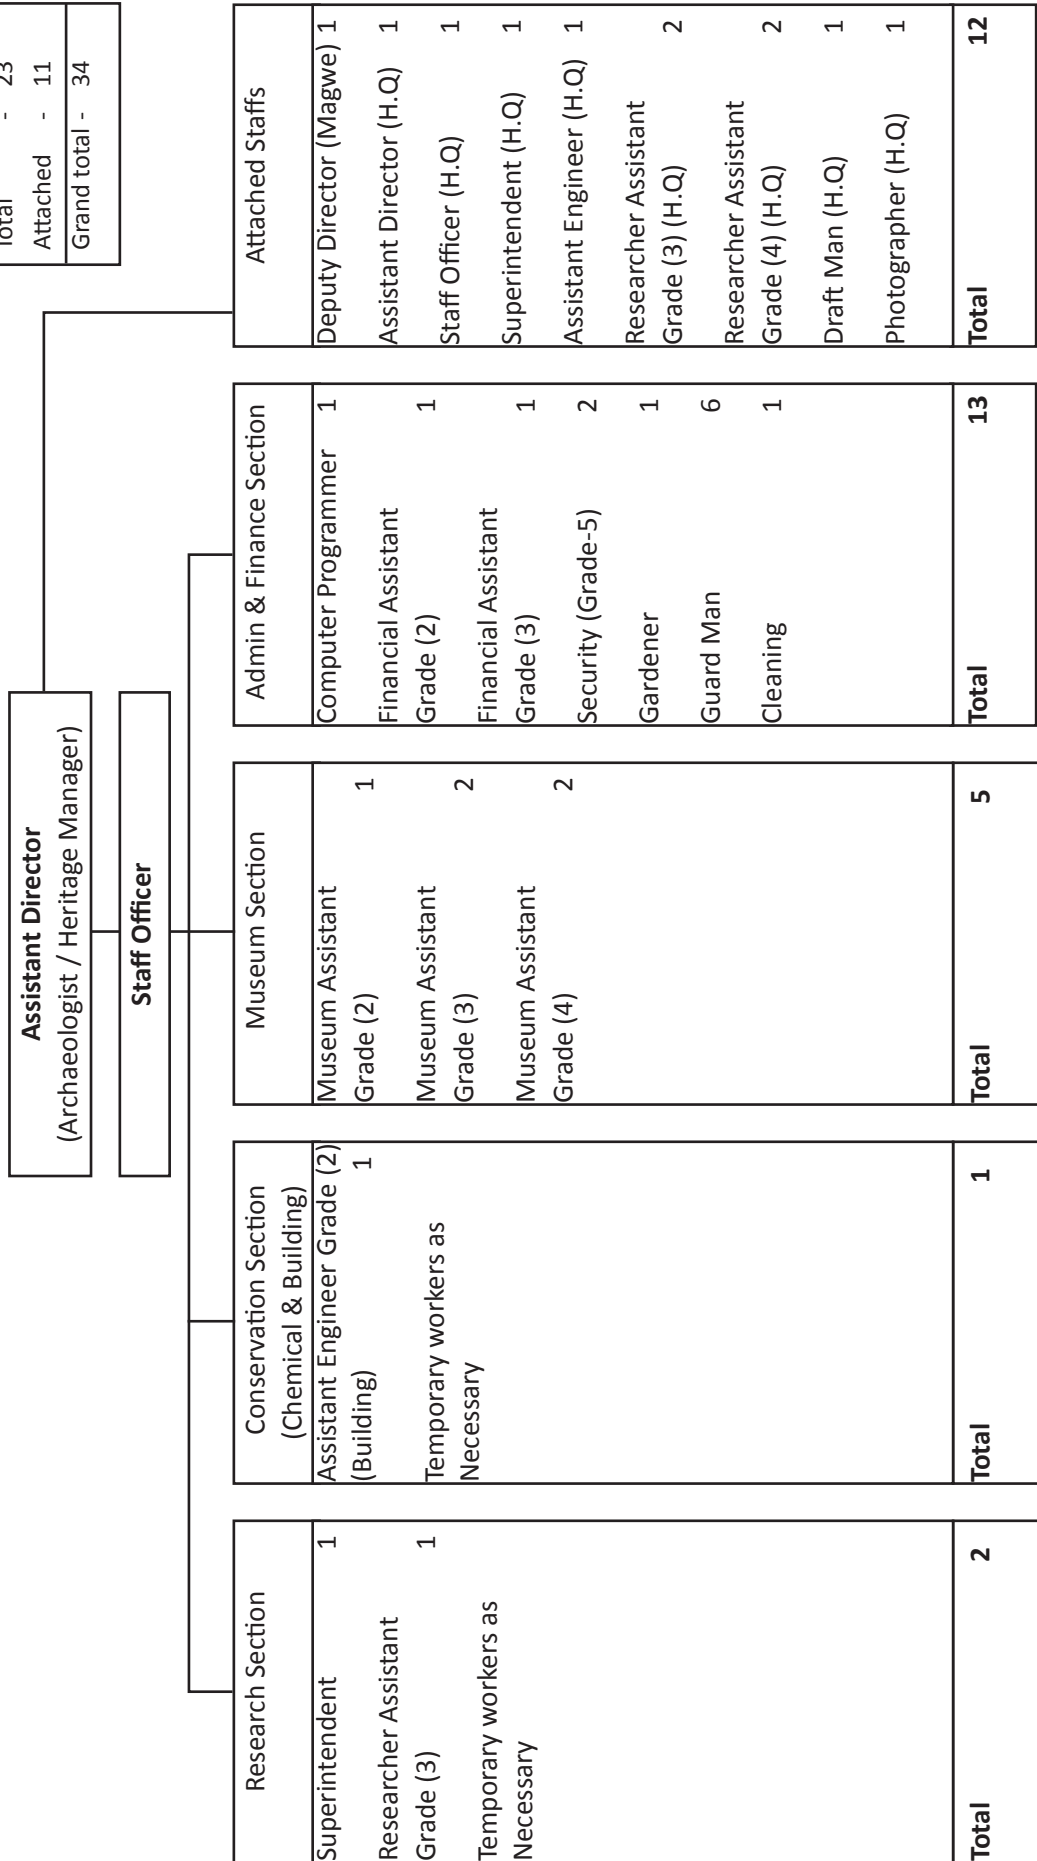 Total - 23
Attached - 11
Grand total - 34
Assistant Director
(Archaeologist / Heritage Manager)
Staff Officer
Research Section
Superintendent 1
Researcher Assistant
Grade (3) 1
Temporary workers as
Necessary
Total 2
Conservation Section
(Chemical & Building)
Assistant Engineer Grade (2)
(Building) 1
Temporary workers as
Necessary
Total 1
Museum Section
Museum Assistant
Grade (2) 1
Museum Assistant
Grade (3) 2
Museum Assistant
Grade (4) 2
Total 5
Admin & Finance Section
Computer Programmer 1
Financial Assistant
Grade (2) 1
Financial Assistant
Grade (3) 1
Security (Grade-5) 2
Gardener 1
Guard Man 6
Cleaning 1
Total 13
Attached Staffs
Deputy Director (Magwe) 1
Assistant Director (H.Q) 1
Staff Officer (H.Q) 1
Superintendent (H.Q) 1
Assistant Engineer (H.Q) 1
Researcher Assistant
Grade (3) (H.Q) 2
Researcher Assistant
Grade (4) (H.Q) 2
Draft Man (H.Q) 1
Photographer (H.Q) 1
Total 12